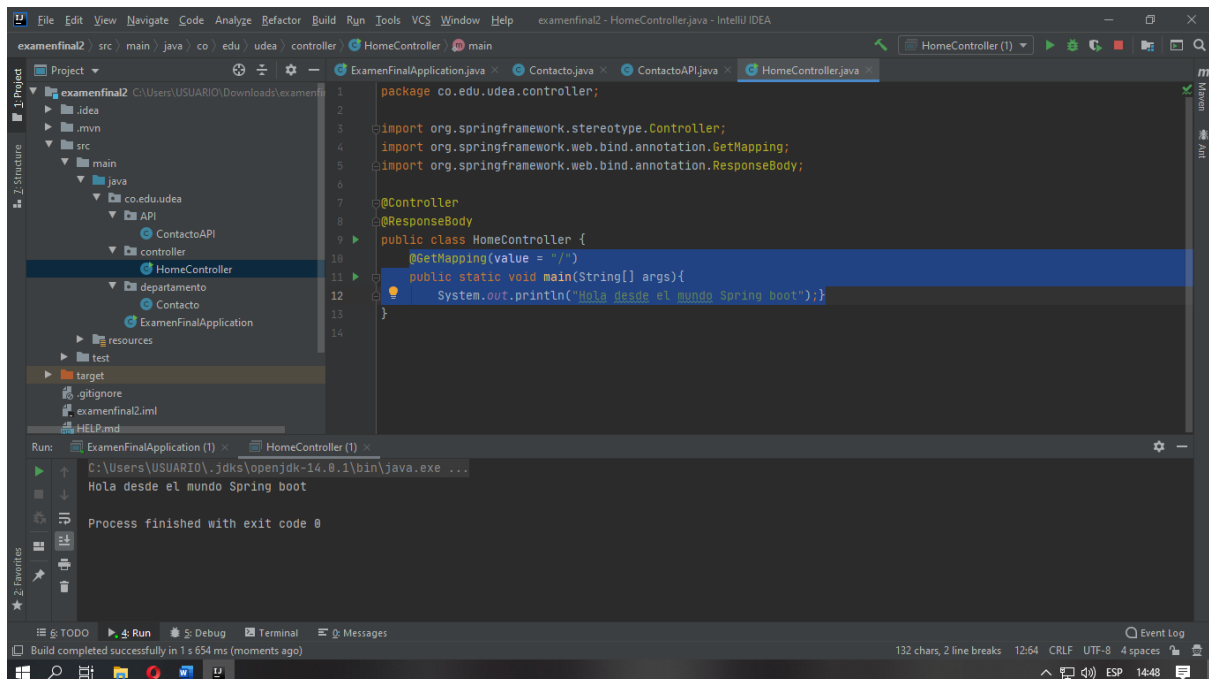 File Edit View Navigate Code Analyze Refactor Build Run Tools VCS Window Help examenfinal2 - HomeController.java - IntelliJ IDEA
examenfinal2 src main java co edu udea controller HomeController main HomeController (1)
1: Project
Z: Structure
2: Favorites
Project
examenfinal2 C:\Users\USUARIO\Downloads\examenfin
.idea
.mvn
src
main
java
co.edu.udea
API
ContactoAPI
controller
HomeController
departamento
Contacto
ExamenFinalApplication
resources
test
target
.gitignore
examenfinal2.iml
HELP.md
ExamenFinalApplication.java Contacto.java ContactoAPI.java HomeController.java
1 package co.edu.udea.controller;
2
3 import org.springframework.stereotype.Controller;
4 import org.springframework.web.bind.annotation.GetMapping;
5 import org.springframework.web.bind.annotation.ResponseBody;
6
7 @Controller
8 @ResponseBody
9 public class HomeController {
10 @GetMapping(value = "/")
11 public static void main(String[] args){
12 System.out.println("Hola desde el mundo Spring boot");}
13 }
14
m Maven
Ant
Run: ExamenFinalApplication (1) HomeController (1)
C:\Users\USUARIO\.jdks\openjdk-14.0.1\bin\java.exe ...
Hola desde el mundo Spring boot
Process finished with exit code 0
6: TODO 4: Run 5: Debug Terminal 0: Messages Event Log
Build completed successfully in 1 s 654 ms (moments ago) 132 chars, 2 line breaks 12:64 CRLF UTF-8 4 spaces
ESP 14:48